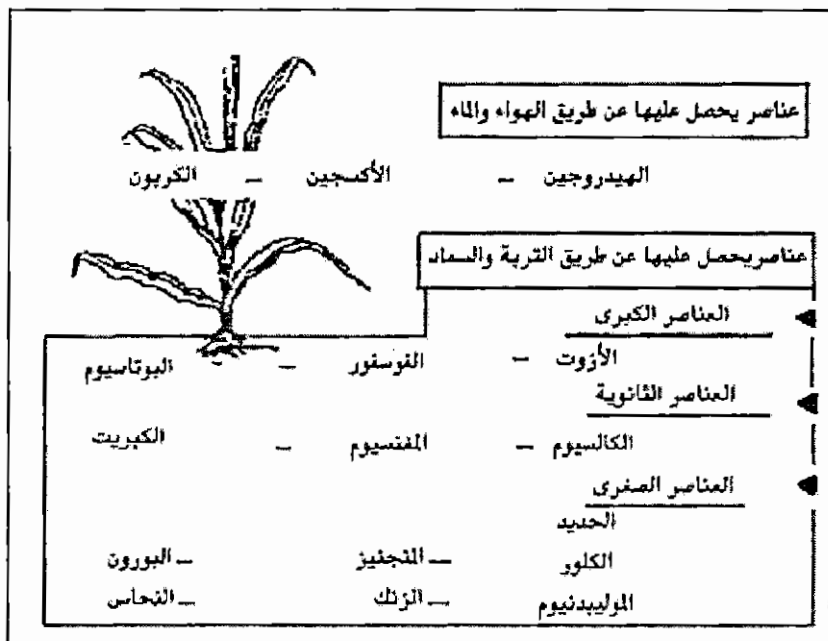 عناصر يحصل عليها عن طريق الهواء والماء
الهيدروجين – الأكسجين – الكربون
عناصر يحصل عليها عن طريق التربة والسماد
العناصر الكبرى
الأزوت – الفوسفور – البوتاسيوم
العناصر الثانوية
الكالسيوم – المغنسيوم – الكبريت
العناصر الصغرى
الحديد
الكلور – المنجنيز – البورون
الموليبدنيوم – الزنك – النحاس